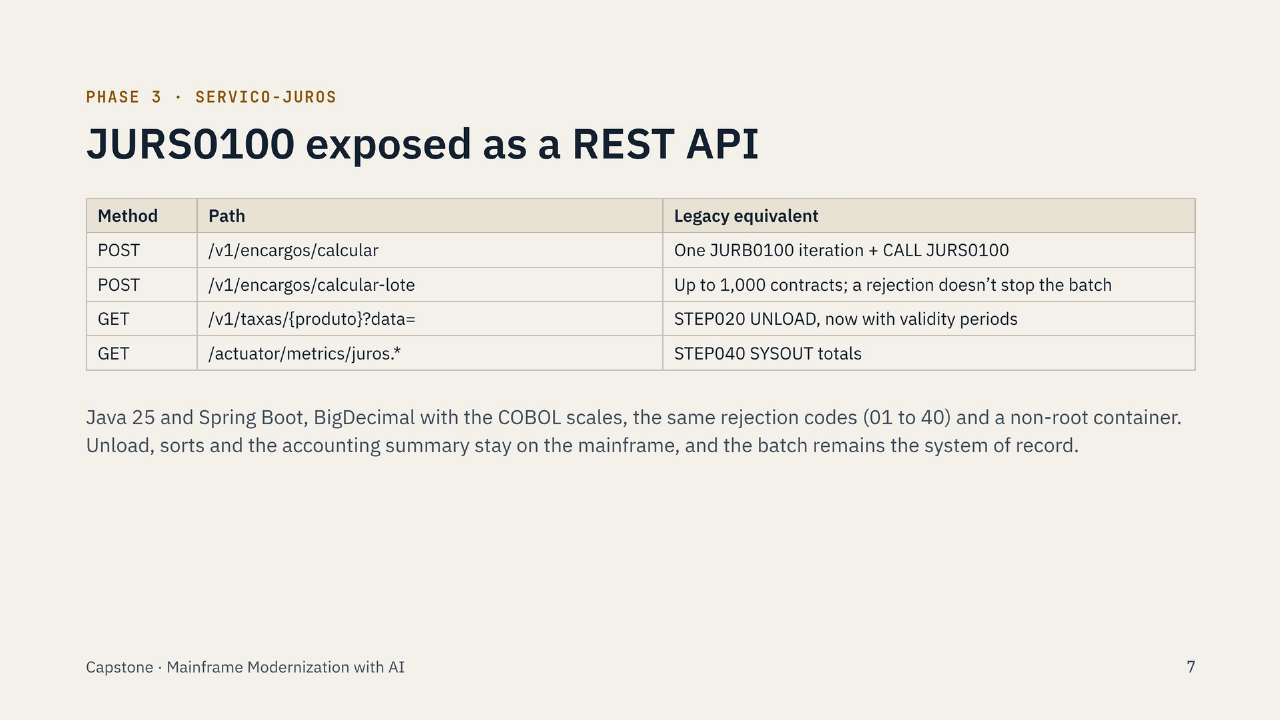 PHASE 3 · SERVICO-JUROS
JURS0100 exposed as a REST API
Method Path Legacy equivalent
POST /v1/encargos/calcular One JURB0100 iteration + CALL JURS0100
POST /v1/encargos/calcular-lote Up to 1,000 contracts; a rejection doesn’t stop the batch
GET /v1/taxas/{produto}?data= STEP020 UNLOAD, now with validity periods
GET /actuator/metrics/juros.* STEP040 SYSOUT totals
Java 25 and Spring Boot, BigDecimal with the COBOL scales, the same rejection codes (01 to 40) and a non-root container.
Unload, sorts and the accounting summary stay on the mainframe, and the batch remains the system of record.
Capstone · Mainframe Modernization with AI 7